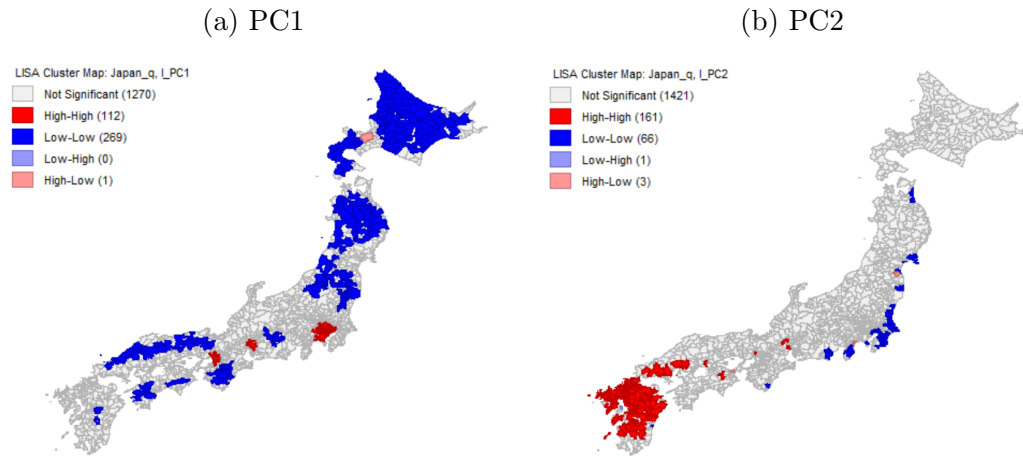 (a) PC1
LISA Cluster Map: Japan_q, I_PC1
Not Significant (1270)
High-High (112)
Low-Low (269)
Low-High (0)
High-Low (1)
(b) PC2
LISA Cluster Map: Japan_q, I_PC2
Not Significant (1421)
High-High (161)
Low-Low (66)
Low-High (1)
High-Low (3)